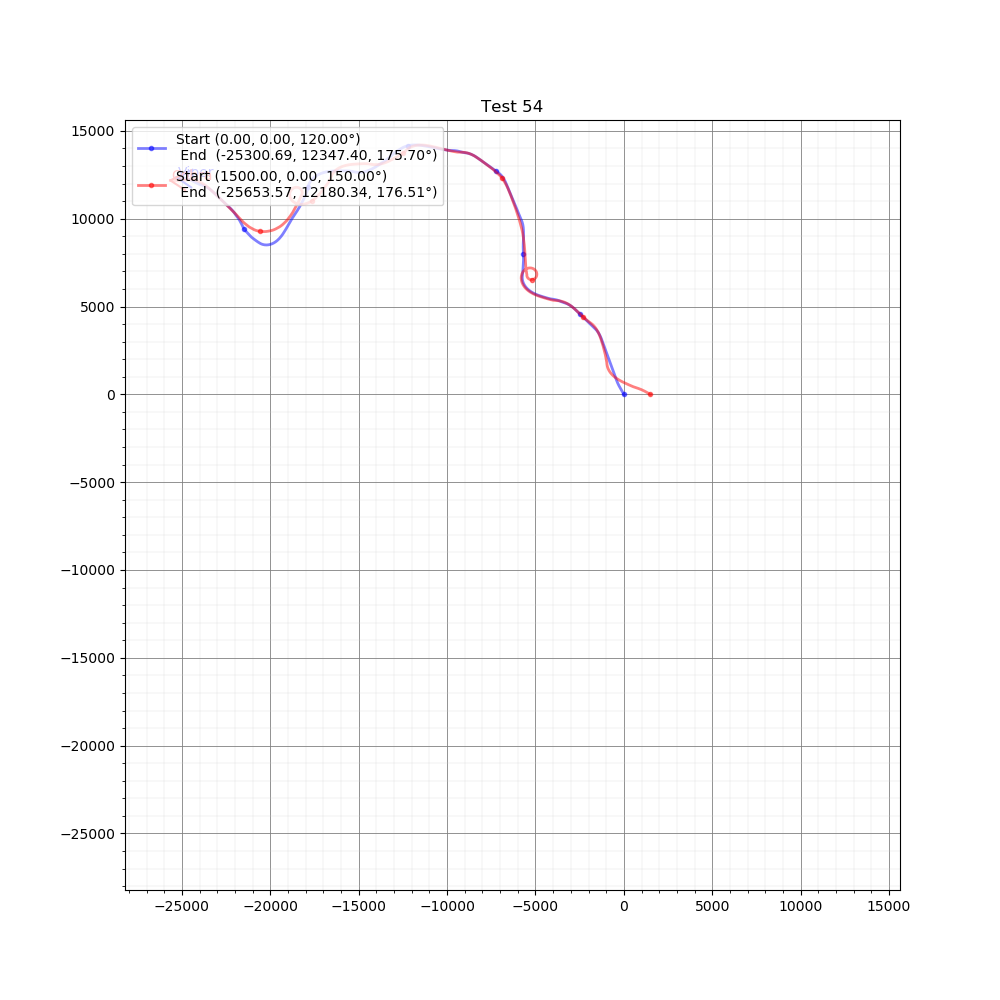 Test 54
Start (0.00, 0.00, 120.00°)
End  (-25300.69, 12347.40, 175.70°)
Start (1500.00, 0.00, 150.00°)
End  (-25653.57, 12180.34, 176.51°)
15000
10000
5000
0
−5000
−10000
−15000
−20000
−25000
−25000 −20000 −15000 −10000 −5000 0 5000 10000 15000